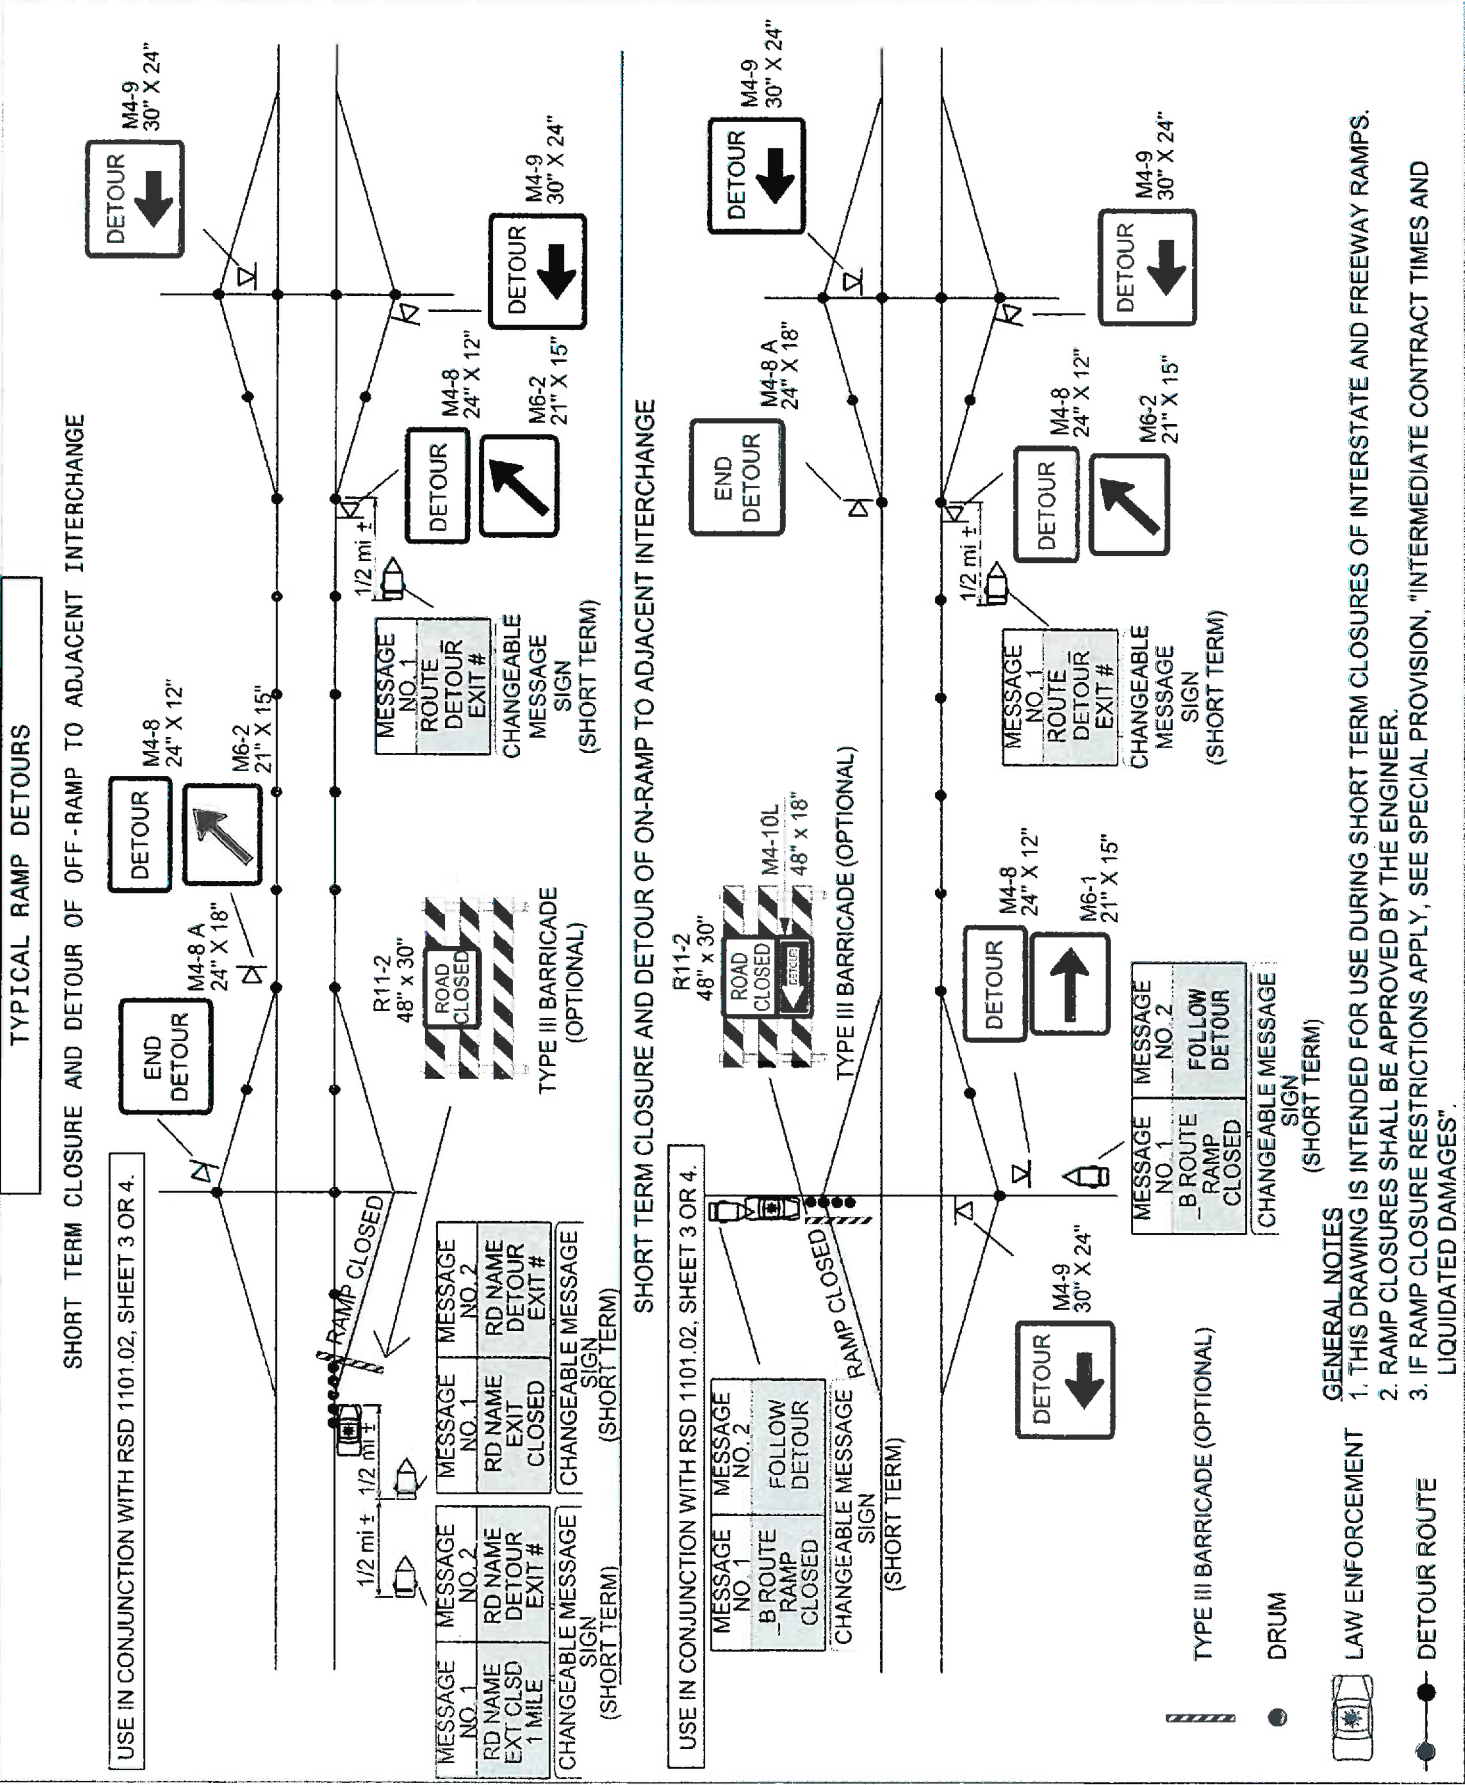 TYPICAL RAMP DETOURS
SHORT TERM CLOSURE AND DETOUR OF OFF-RAMP TO ADJACENT INTERCHANGE
USE IN CONJUNCTION WITH RSD 1101.02, SHEET 3 OR 4.
END
DETOUR
M4-8 A
24" X 18"
DETOUR
M4-8
24" X 12"
M6-2
21" X 15"
DETOUR
M4-9
30" X 24"
RAMP CLOSED
1/2 mi ±
1/2 mi ±
MESSAGE
NO. 1
RD NAME
EXT CLSD
1 MILE
MESSAGE
NO. 2
RD NAME
DETOUR
EXIT #
CHANGEABLE MESSAGE
SIGN
(SHORT TERM)
MESSAGE
NO. 1
RD NAME
EXIT
CLOSED
MESSAGE
NO. 2
RD NAME
DETOUR
EXIT #
CHANGEABLE MESSAGE
SIGN
(SHORT TERM)
R11-2
48" x 30"
ROAD
CLOSED
TYPE III BARRICADE
(OPTIONAL)
1/2 mi ±
MESSAGE
NO. 1
ROUTE
DETOUR
EXIT #
CHANGEABLE
MESSAGE
SIGN
(SHORT TERM)
DETOUR
M4-8
24" X 12"
M6-2
21" X 15"
DETOUR
M4-9
30" X 24"
SHORT TERM CLOSURE AND DETOUR OF ON-RAMP TO ADJACENT INTERCHANGE
USE IN CONJUNCTION WITH RSD 1101.02, SHEET 3 OR 4.
MESSAGE
NO. 1
_B ROUTE
RAMP
CLOSED
MESSAGE
NO. 2
FOLLOW
DETOUR
CHANGEABLE MESSAGE
SIGN
(SHORT TERM)
RAMP CLOSED
R11-2
48" x 30"
ROAD
CLOSED
DETOUR
M4-10L
48" x 18"
TYPE III BARRICADE (OPTIONAL)
END
DETOUR
M4-8 A
24" X 18"
DETOUR
M4-9
30" X 24"
DETOUR
M4-9
30" X 24"
MESSAGE
NO. 1
_B ROUTE
RAMP
CLOSED
MESSAGE
NO. 2
FOLLOW
DETOUR
CHANGEABLE MESSAGE
SIGN
(SHORT TERM)
DETOUR
M4-8
24" X 12"
M6-1
21" X 15"
1/2 mi ±
MESSAGE
NO. 1
ROUTE
DETOUR
EXIT #
CHANGEABLE
MESSAGE
SIGN
(SHORT TERM)
DETOUR
M4-8
24" X 12"
M6-2
21" X 15"
DETOUR
M4-9
30" X 24"
TYPE III BARRICADE (OPTIONAL)
DRUM
LAW ENFORCEMENT
DETOUR ROUTE
GENERAL NOTES
1. THIS DRAWING IS INTENDED FOR USE DURING SHORT TERM CLOSURES OF INTERSTATE AND FREEWAY RAMPS.
2. RAMP CLOSURES SHALL BE APPROVED BY THE ENGINEER.
3. IF RAMP CLOSURE RESTRICTIONS APPLY, SEE SPECIAL PROVISION, "INTERMEDIATE CONTRACT TIMES AND
LIQUIDATED DAMAGES".